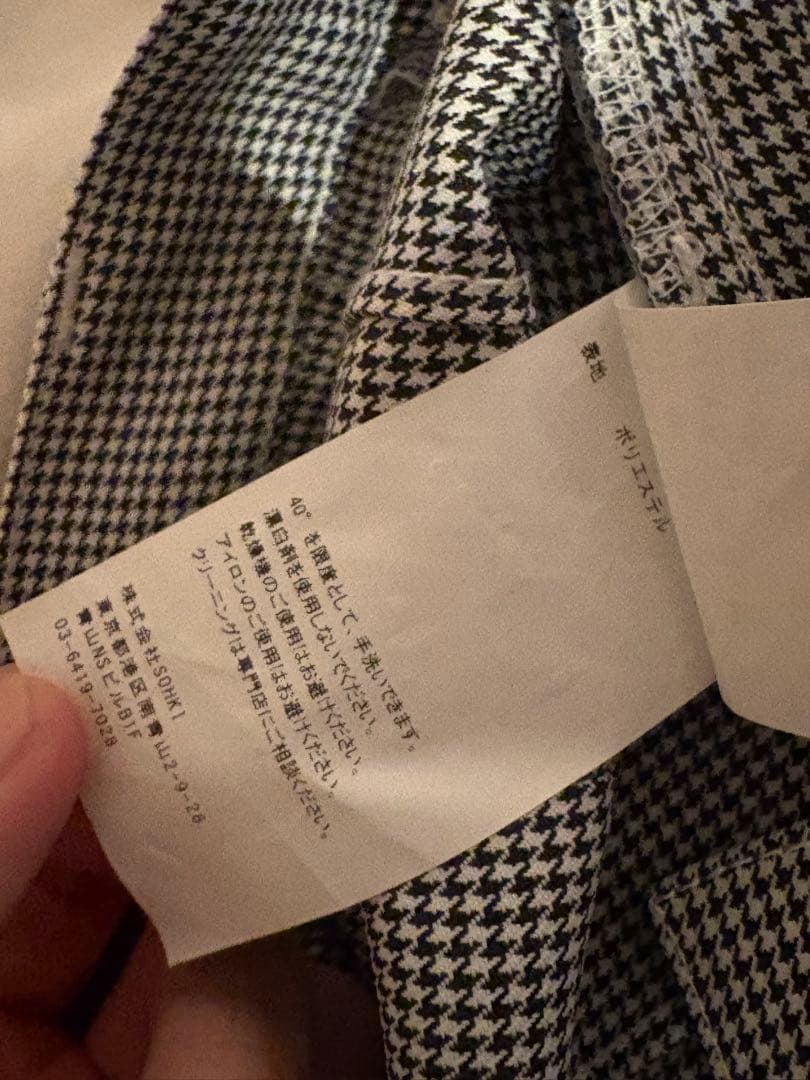 表地
ポリエステル
40° を限度として、手洗いできます。
漂白剤を使用しないでください。
乾燥機のご使用はお避けください。
アイロンのご使用はお避けください。
クリーニングは専門店にご相談ください。
株式会社SOHKI
東京都港区南青山2-9-28
青山NSビルB1F
03-6419-7028